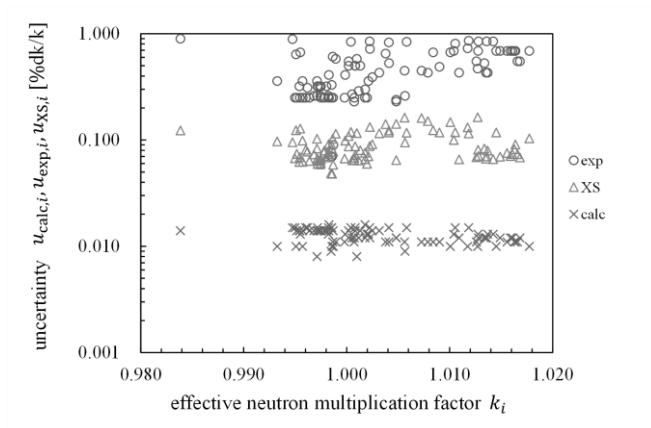 uncertainty u_calc,i, u_exp,i, u_XS,i [%dk/k]
1.000
0.100
0.010
0.001
0.980
0.990
1.000
1.010
1.020
exp
XS
calc
effective neutron multiplication factor k_i